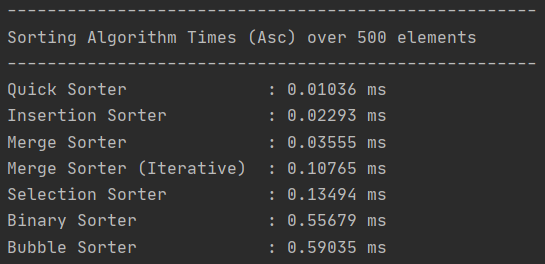 -----------------------------------------------------
Sorting Algorithm Times (Asc) over 500 elements
-----------------------------------------------------
Quick Sorter              : 0.01036 ms
Insertion Sorter          : 0.02293 ms
Merge Sorter              : 0.03555 ms
Merge Sorter (Iterative)  : 0.10765 ms
Selection Sorter          : 0.13494 ms
Binary Sorter             : 0.55679 ms
Bubble Sorter             : 0.59035 ms